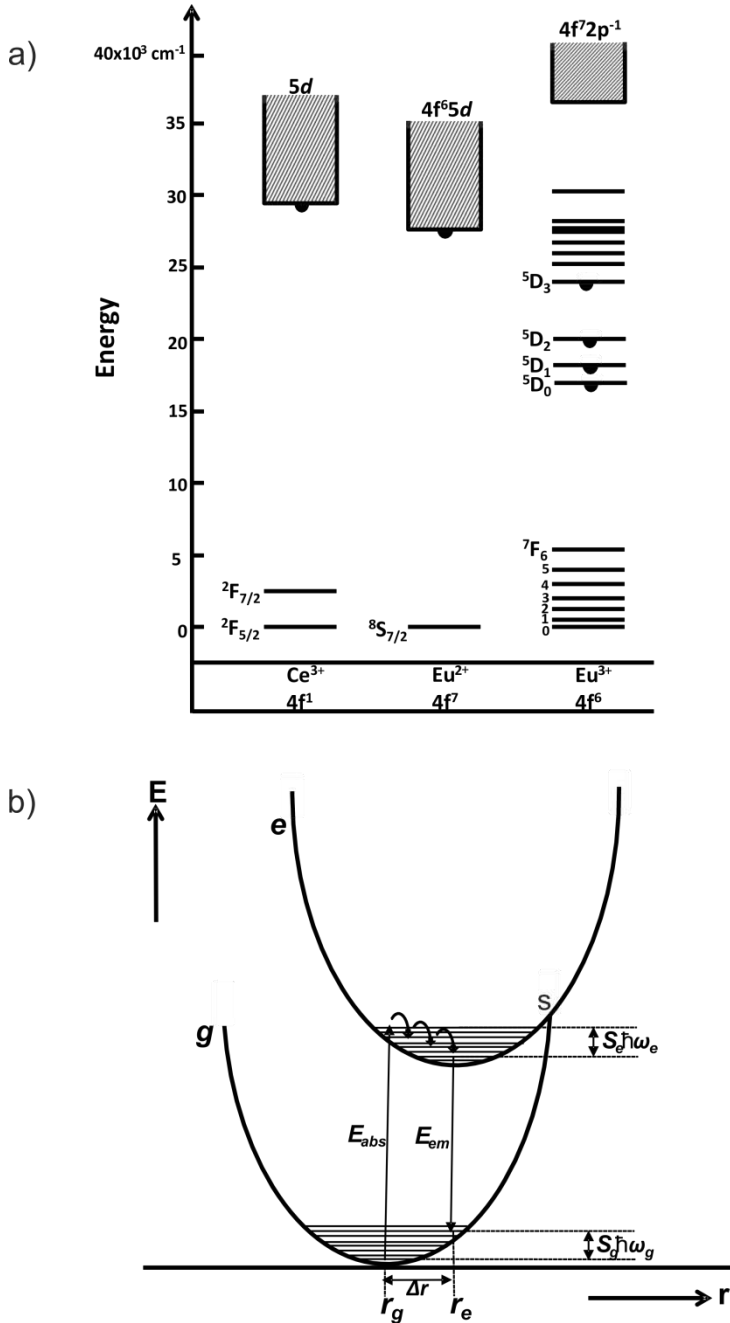 a)
40x10³ cm⁻¹
35
30
25
20
15
10
5
0
Energy
5d
4f⁶5d
4f⁷2p⁻¹
⁵D₃
⁵D₂
⁵D₁
⁵D₀
⁷F₆
5
4
3
2
1
0
²F₇/₂
²F₅/₂
⁸S₇/₂
Ce³⁺ Eu²⁺ Eu³⁺
4f¹ 4f⁷ 4f⁶
b)
E
e
g
S
Sₑħωₑ
E_abs E_em
S_għω_g
Δr
r_g r_e
r